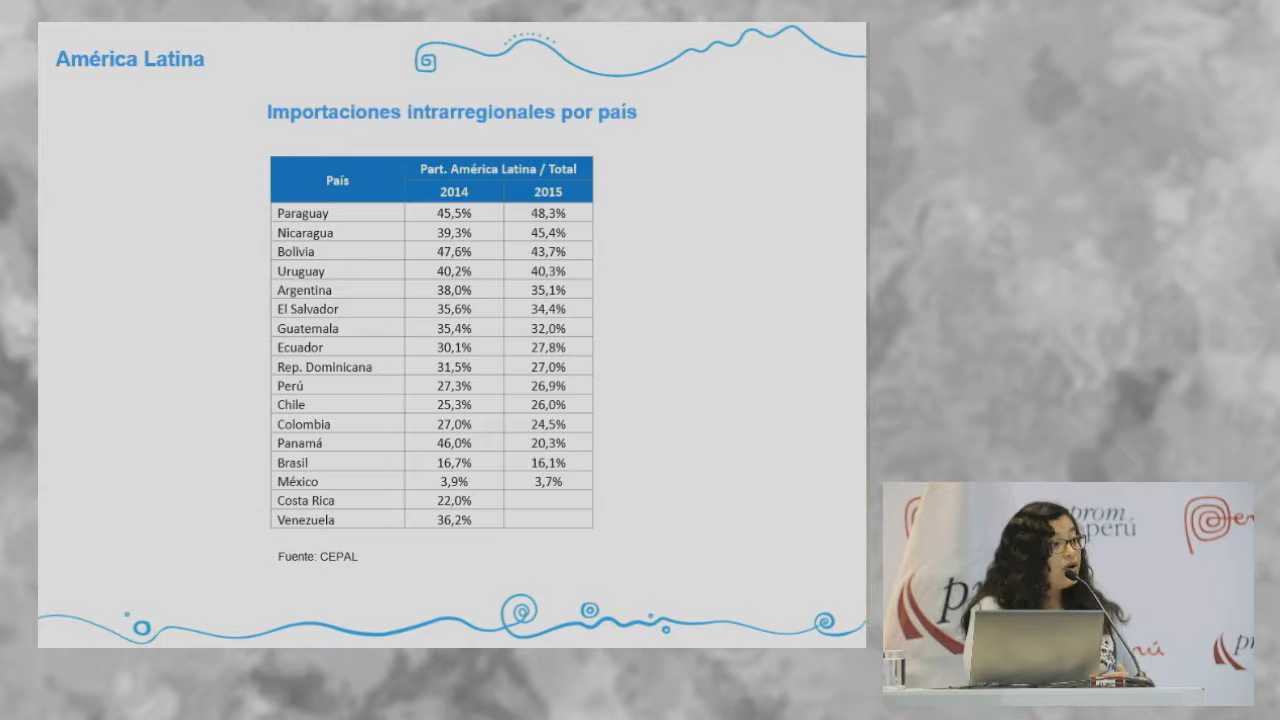 América Latina
Importaciones intrarregionales por país
País
Part. América Latina / Total
2014 2015
Paraguay 45,5% 48,3%
Nicaragua 39,3% 45,4%
Bolivia 47,6% 43,7%
Uruguay 40,2% 40,3%
Argentina 38,0% 35,1%
El Salvador 35,6% 34,4%
Guatemala 35,4% 32,0%
Ecuador 30,1% 27,8%
Rep. Dominicana 31,5% 27,0%
Perú 27,3% 26,9%
Chile 25,3% 26,0%
Colombia 27,0% 24,5%
Panamá 46,0% 20,3%
Brasil 16,7% 16,1%
México 3,9% 3,7%
Costa Rica 22,0%
Venezuela 36,2%
Fuente: CEPAL
prom
perú